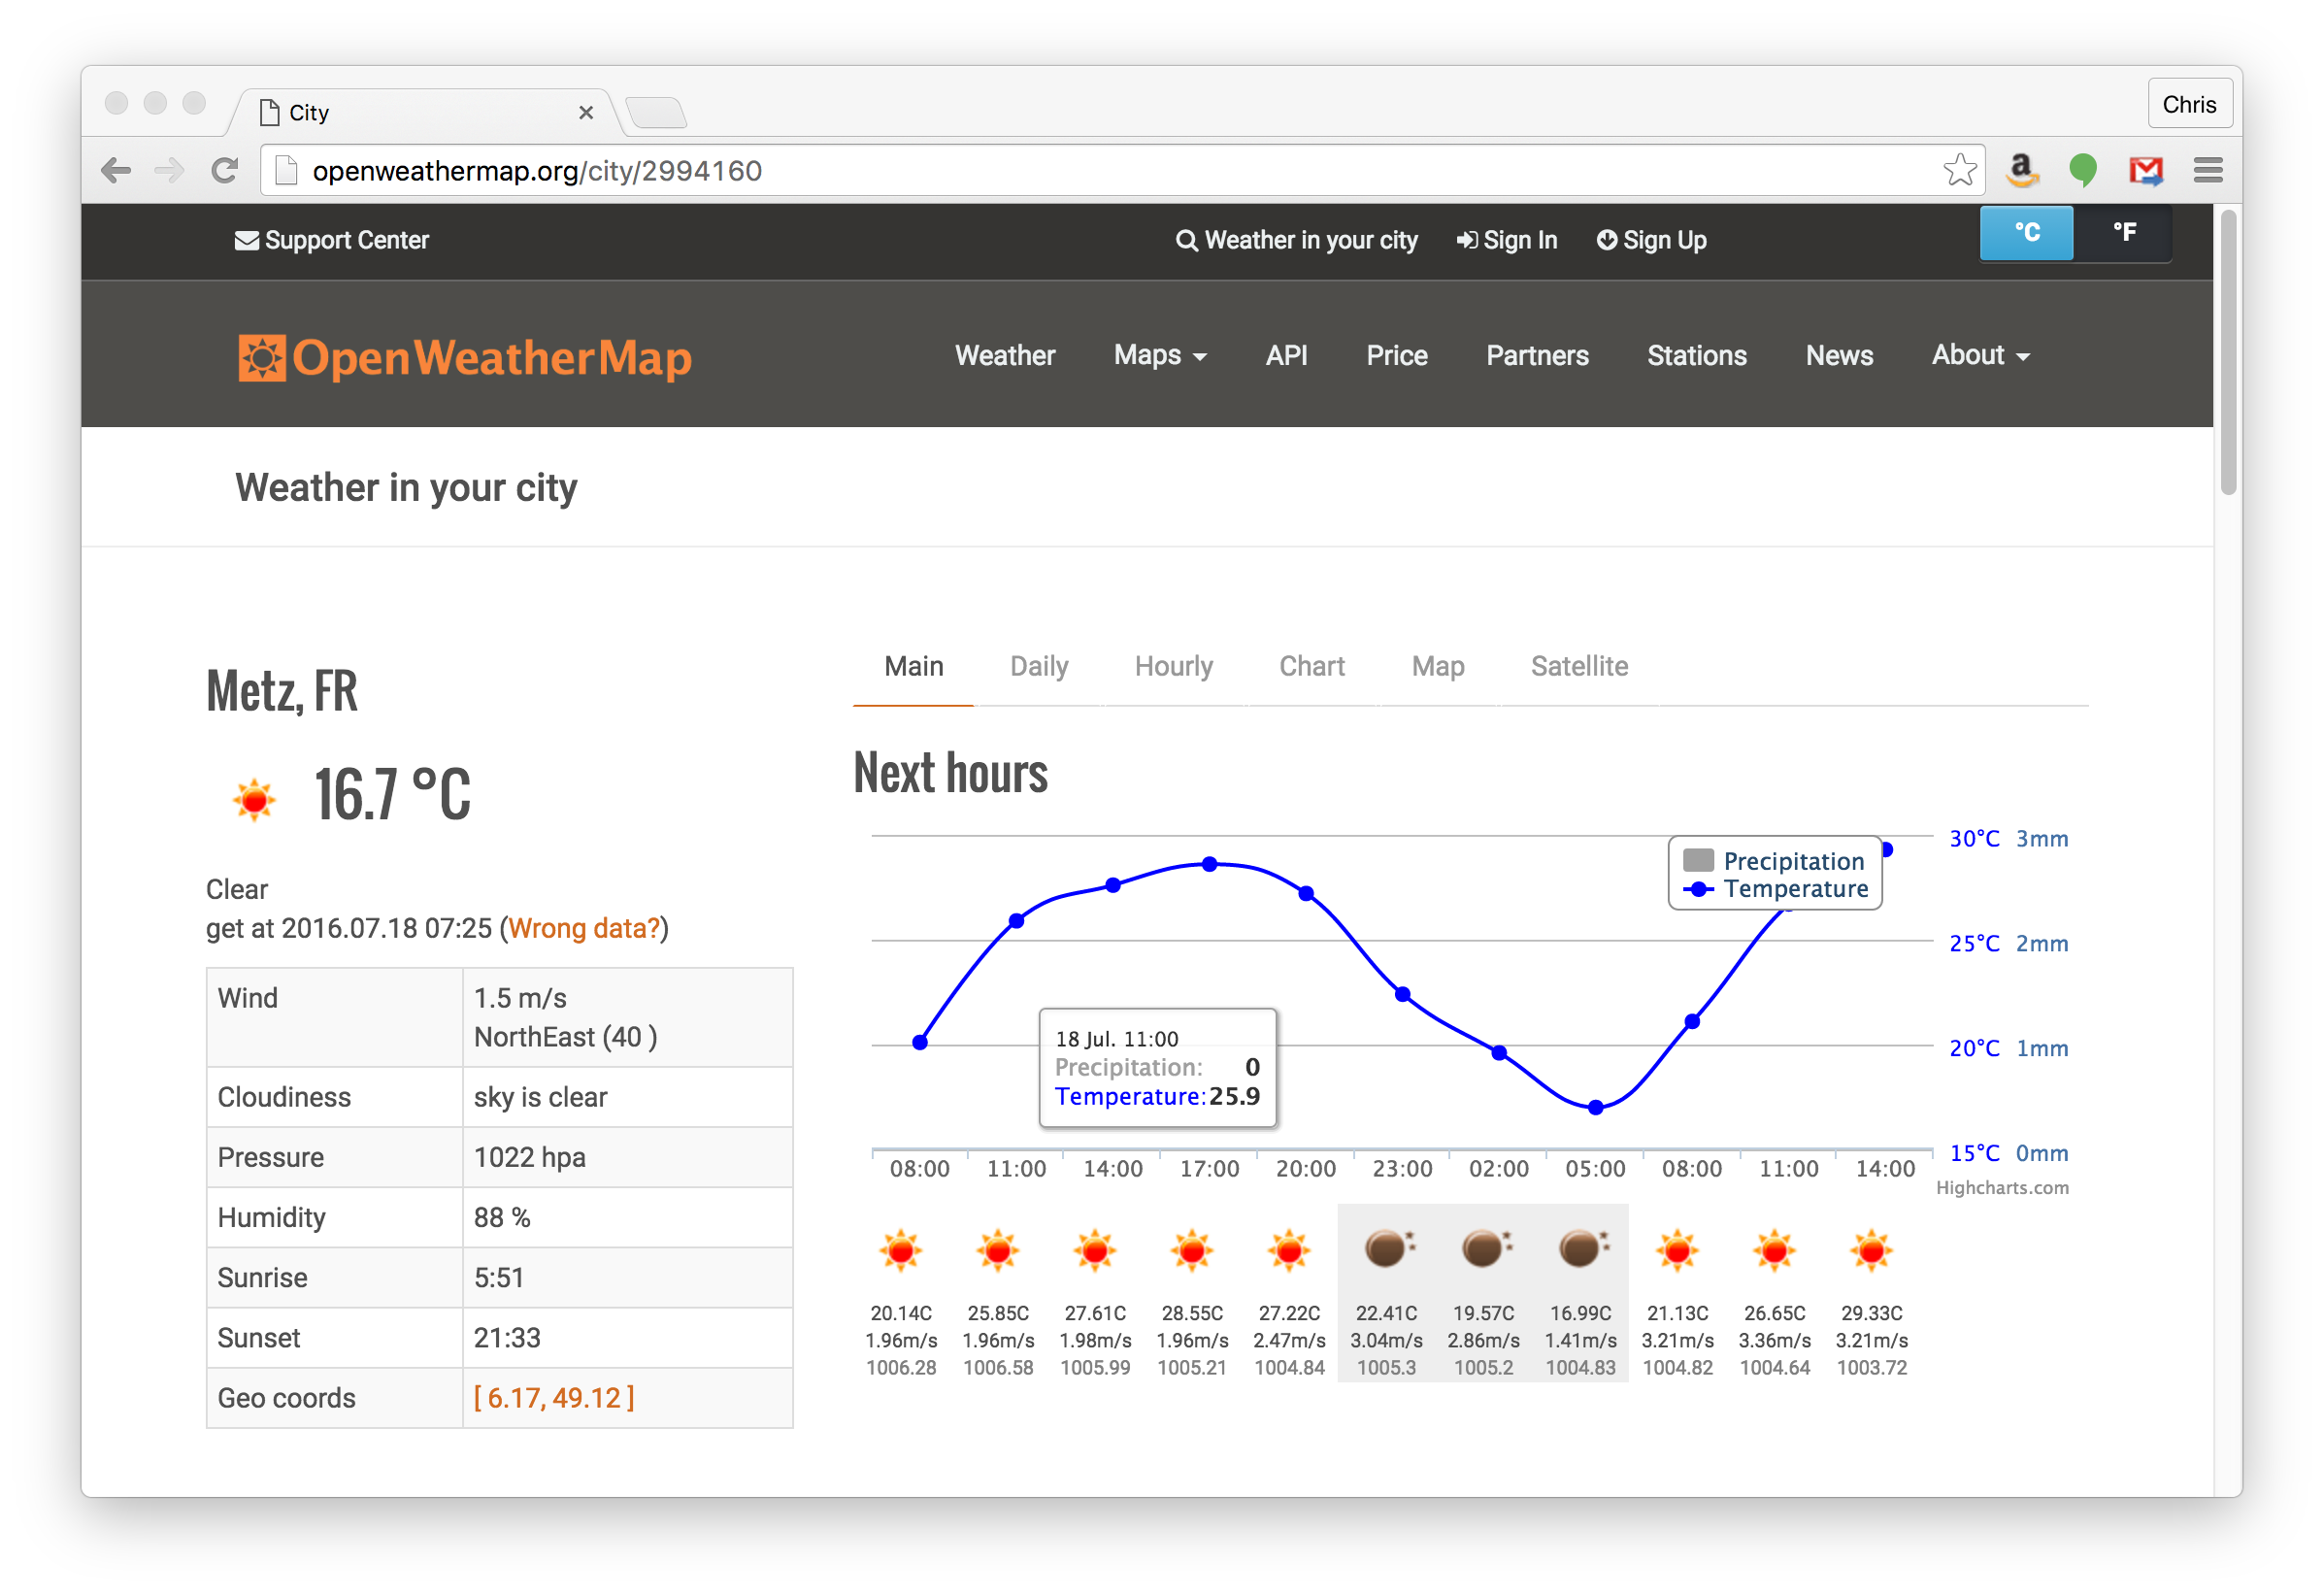 City
Chris
openweathermap.org/city/2994160
Support Center
Weather in your city
Sign In
Sign Up
°C
°F
OpenWeatherMap
Weather
Maps
API
Price
Partners
Stations
News
About
Weather in your city
Metz, FR
16.7 °C
Clear
get at 2016.07.18 07:25 (Wrong data?)
Wind 1.5 m/s
NorthEast (40 )
Cloudiness sky is clear
Pressure 1022 hpa
Humidity 88 %
Sunrise 5:51
Sunset 21:33
Geo coords [ 6.17, 49.12 ]
Main Daily Hourly Chart Map Satellite
Next hours
30°C 3mm
Precipitation
Temperature
25°C 2mm
18 Jul. 11:00
Precipitation: 0
Temperature: 25.9
20°C 1mm
15°C 0mm
08:00 11:00 14:00 17:00 20:00 23:00 02:00 05:00 08:00 11:00 14:00
Highcharts.com
20.14C 25.85C 27.61C 28.55C 27.22C 22.41C 19.57C 16.99C 21.13C 26.65C 29.33C
1.96m/s 1.96m/s 1.98m/s 1.96m/s 2.47m/s 3.04m/s 2.86m/s 1.41m/s 3.21m/s 3.36m/s 3.21m/s
1006.28 1006.58 1005.99 1005.21 1004.84 1005.3 1005.2 1004.83 1004.82 1004.64 1003.72